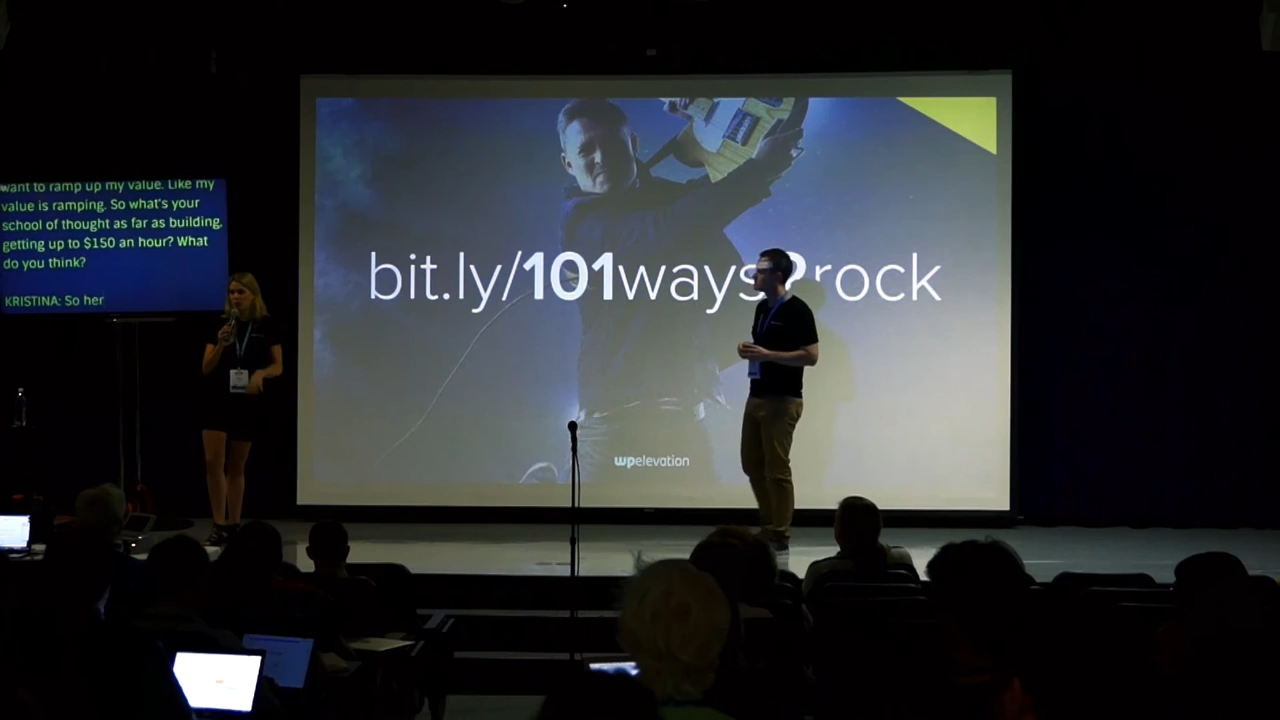 want to ramp up my value. Like my
value is ramping. So what's your
school of thought as far as building,
getting up to $150 an hour? What
do you think?
KRISTINA: So her
bit.ly/101ways2rock
wpelevation